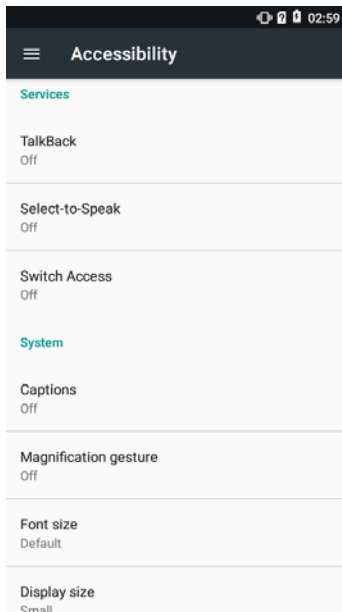 02:59
Accessibility
Services
TalkBack
Off
Select-to-Speak
Off
Switch Access
Off
System
Captions
Off
Magnification gesture
Off
Font size
Default
Display size
Small